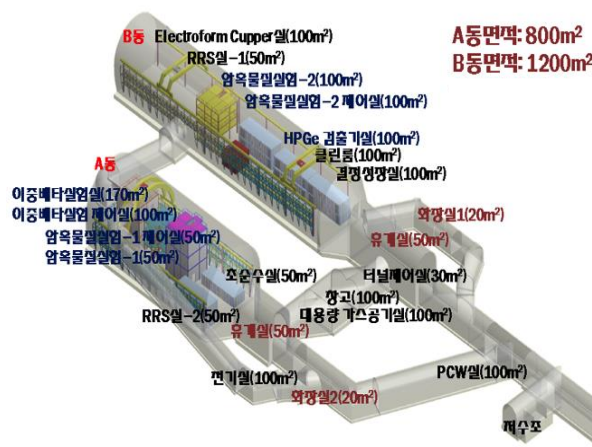 A동면적: 800m²
B동면적: 1200m²
B동
Electroform Cupper실(100m²)
RRS실-1(50m²)
암흑물질실험-2(100m²)
암흑물질실험-2 제어실(100m²)
HPGe 검출기실(100m²)
클린룸(100m²)
결정성장실(100m²)
A동
이중베타실험실(170m²)
이중베타실험 제어실(100m²)
암흑물질실험-1 제어실(50m²)
암흑물질실험-1(50m²)
화장실1(20m²)
휴게실(50m²)
초순수실(50m²)
터널제어실(30m²)
창고(100m²)
대용량 가스공기실(100m²)
RRS실-2(50m²)
휴게실(50m²)
전기실(100m²)
화장실2(20m²)
PCW실(100m²)
저수조